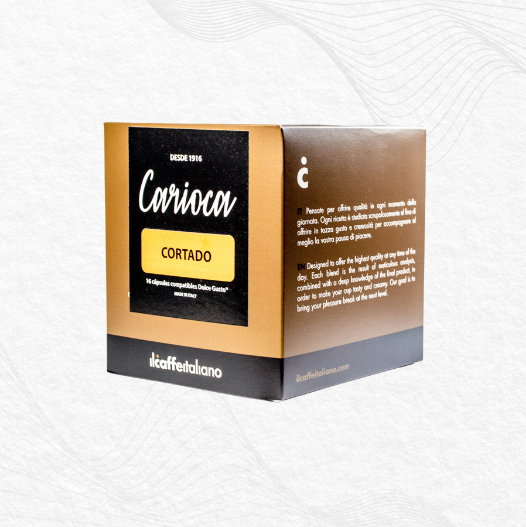 DESDE 1916
Carioca
CORTADO
16 cápsulas compatibles Dolce Gusto®
MADE IN ITALY
ilcaffeitaliano
IT Pensate per offrire qualità in ogni momento della
giornata. Ogni ricetta è studiata scrupolosamente al fine di
offrire in tazza gusto e cremosità per accompagnare al
meglio la vostra pausa di piacere.
EN Designed to offer the highest quality at any time of the
day. Each blend is the result of meticulous analysis,
combined with a deep knowledge of the final product, in
order to make your cup tasty and creamy. Our goal is to
bring your pleasure break at the next level.
ilcaffeitaliano.com